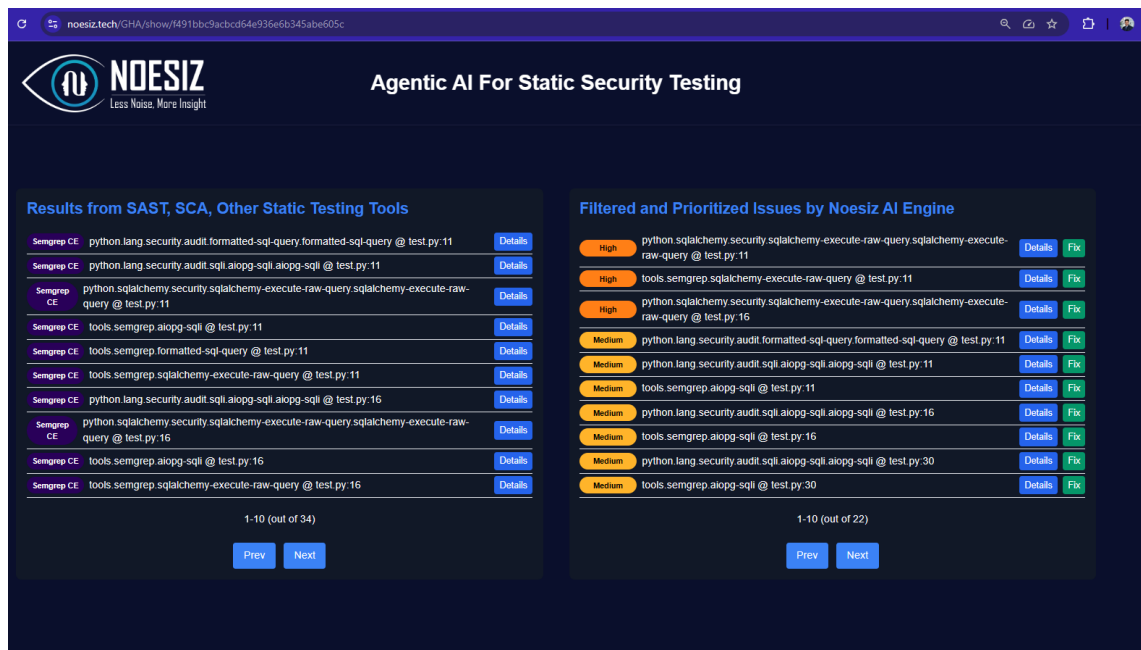 noesiz.tech/GHA/show/f491bbc9acbcd64e936e6b345abe605c
NOESIZ
Less Noise, More Insight
Agentic AI For Static Security Testing
Results from SAST, SCA, Other Static Testing Tools
Semgrep CE python.lang.security.audit.formatted-sql-query.formatted-sql-query @ test.py:11 Details
Semgrep CE python.lang.security.audit.sqli.aiopg-sqli.aiopg-sqli @ test.py:11 Details
Semgrep CE python.sqlalchemy.security.sqlalchemy-execute-raw-query.sqlalchemy-execute-raw-
query @ test.py:11 Details
Semgrep CE tools.semgrep.aiopg-sqli @ test.py:11 Details
Semgrep CE tools.semgrep.formatted-sql-query @ test.py:11 Details
Semgrep CE tools.semgrep.sqlalchemy-execute-raw-query @ test.py:11 Details
Semgrep CE python.lang.security.audit.sqli.aiopg-sqli.aiopg-sqli @ test.py:16 Details
Semgrep CE python.sqlalchemy.security.sqlalchemy-execute-raw-query.sqlalchemy-execute-raw-
query @ test.py:16 Details
Semgrep CE tools.semgrep.aiopg-sqli @ test.py:16 Details
Semgrep CE tools.semgrep.sqlalchemy-execute-raw-query @ test.py:16 Details
1-10 (out of 34)
Prev Next
Filtered and Prioritized Issues by Noesiz AI Engine
High python.sqlalchemy.security.sqlalchemy-execute-raw-query.sqlalchemy-execute-
raw-query @ test.py:11 Details Fix
High tools.semgrep.sqlalchemy-execute-raw-query @ test.py:11 Details Fix
High python.sqlalchemy.security.sqlalchemy-execute-raw-query.sqlalchemy-execute-
raw-query @ test.py:16 Details Fix
Medium python.lang.security.audit.formatted-sql-query.formatted-sql-query @ test.py:11 Details Fix
Medium python.lang.security.audit.sqli.aiopg-sqli.aiopg-sqli @ test.py:11 Details Fix
Medium tools.semgrep.aiopg-sqli @ test.py:11 Details Fix
Medium python.lang.security.audit.sqli.aiopg-sqli.aiopg-sqli @ test.py:16 Details Fix
Medium tools.semgrep.aiopg-sqli @ test.py:16 Details Fix
Medium python.lang.security.audit.sqli.aiopg-sqli.aiopg-sqli @ test.py:30 Details Fix
Medium tools.semgrep.aiopg-sqli @ test.py:30 Details Fix
1-10 (out of 22)
Prev Next